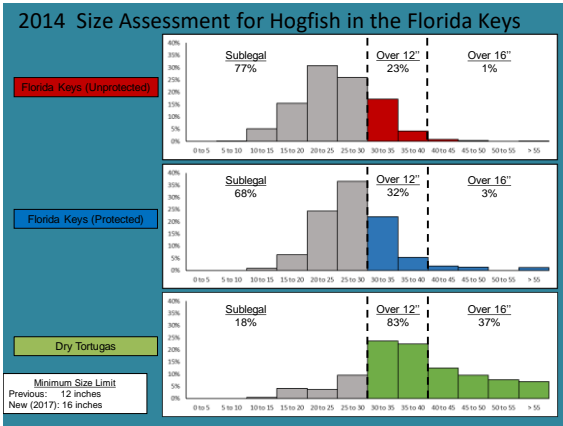 2014 Size Assessment for Hogfish in the Florida Keys
Florida Keys (Unprotected)
40%
35%
30%
25%
20%
15%
10%
5%
0%
Sublegal
77%
Over 12"
23%
Over 16"
1%
0 to 5 5 to 10 10 to 15 15 to 20 20 to 25 25 to 30 30 to 35 35 to 40 40 to 45 45 to 50 50 to 55 > 55
Florida Keys (Protected)
40%
35%
30%
25%
20%
15%
10%
5%
0%
Sublegal
68%
Over 12"
32%
Over 16"
3%
0 to 5 5 to 10 10 to 15 15 to 20 20 to 25 25 to 30 30 to 35 35 to 40 40 to 45 45 to 50 50 to 55 > 55
Dry Tortugas
40%
35%
30%
25%
20%
15%
10%
5%
0%
Sublegal
18%
Over 12"
83%
Over 16"
37%
0 to 5 5 to 10 10 to 15 15 to 20 20 to 25 25 to 30 30 to 35 35 to 40 40 to 45 45 to 50 50 to 55 > 55
Minimum Size Limit
Previous: 12 inches
New (2017): 16 inches